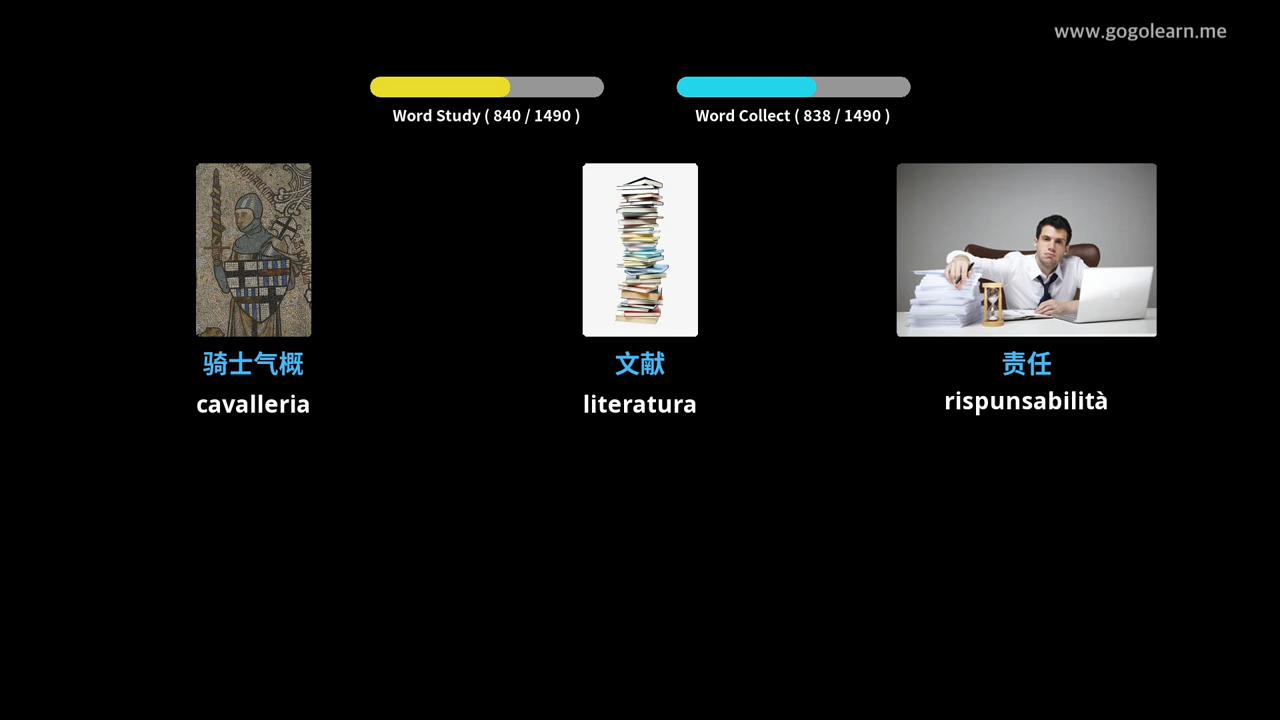 www.gogolearn.me
Word Study ( 840 / 1490 )
Word Collect ( 838 / 1490 )
骑士气概
文献
责任
cavalleria
literatura
rispunsabilità